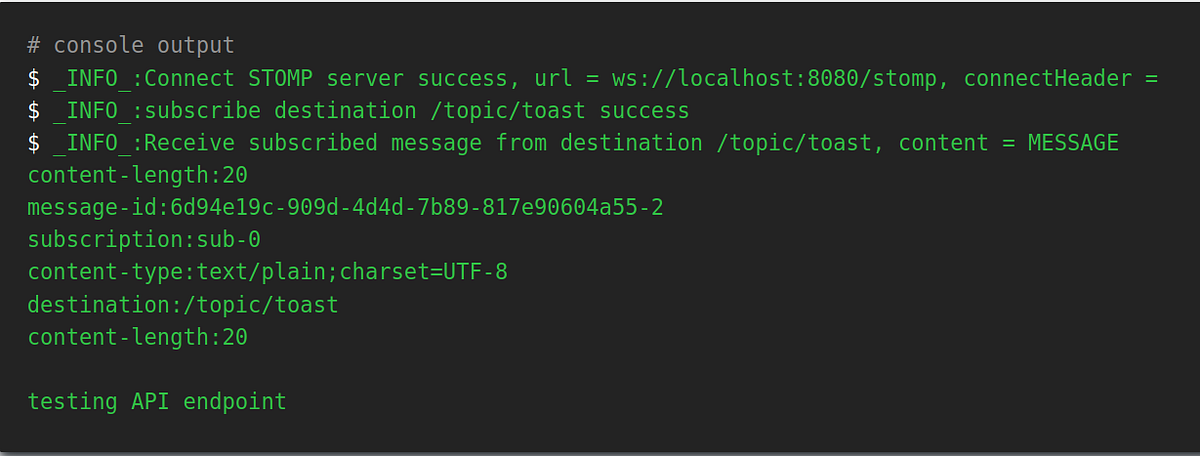 # console output
$ _INFO_:Connect STOMP server success, url = ws://localhost:8080/stomp, connectHeader =
$ _INFO_:subscribe destination /topic/toast success
$ _INFO_:Receive subscribed message from destination /topic/toast, content = MESSAGE
content-length:20
message-id:6d94e19c-909d-4d4d-7b89-817e90604a55-2
subscription:sub-0
content-type:text/plain;charset=UTF-8
destination:/topic/toast
content-length:20
testing API endpoint